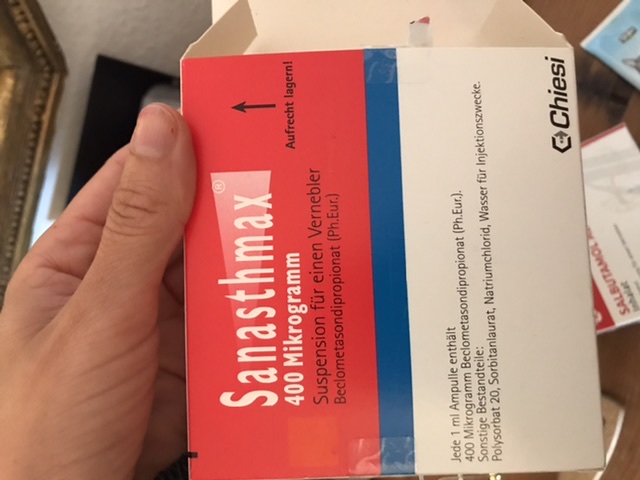 Aufrecht lagern!
Sanasthmax®
400 Mikrogramm
Suspension für einen Vernebler
Beclometasondipropionat (Ph.Eur.)
Jede 1 ml Ampulle enthält
400 Mikrogramm Beclometasondipropionat (Ph.Eur.).
Sonstige Bestandteile:
Polysorbat 20, Sorbitanlaurat, Natriumchlorid, Wasser für Injektionszwecke.
Chiesi
SALBUTAMOL